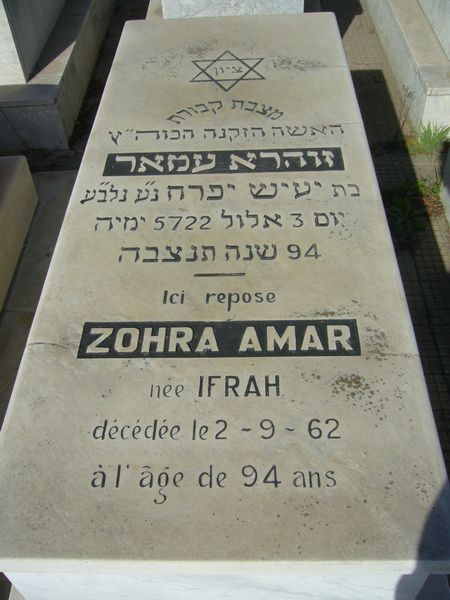 ציון
מצבת קבורת
האשה הזקנה הכוה״ץ
זוהרא עמאר
בת יעיש יפרח נ״ע נלב״ע
יום 3 אלול 5722 ימיה
94 שנה תנצבה
Ici repose
ZOHRA AMAR
née IFRAH
décédée le 2-9-62
à l'âge de 94 ans